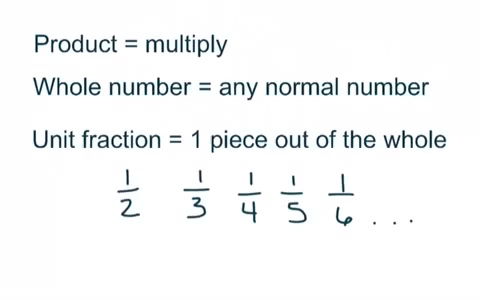 Product = multiply
Whole number = any normal number
Unit fraction = 1 piece out of the whole
1/2 1/3 1/4 1/5 1/6 ...